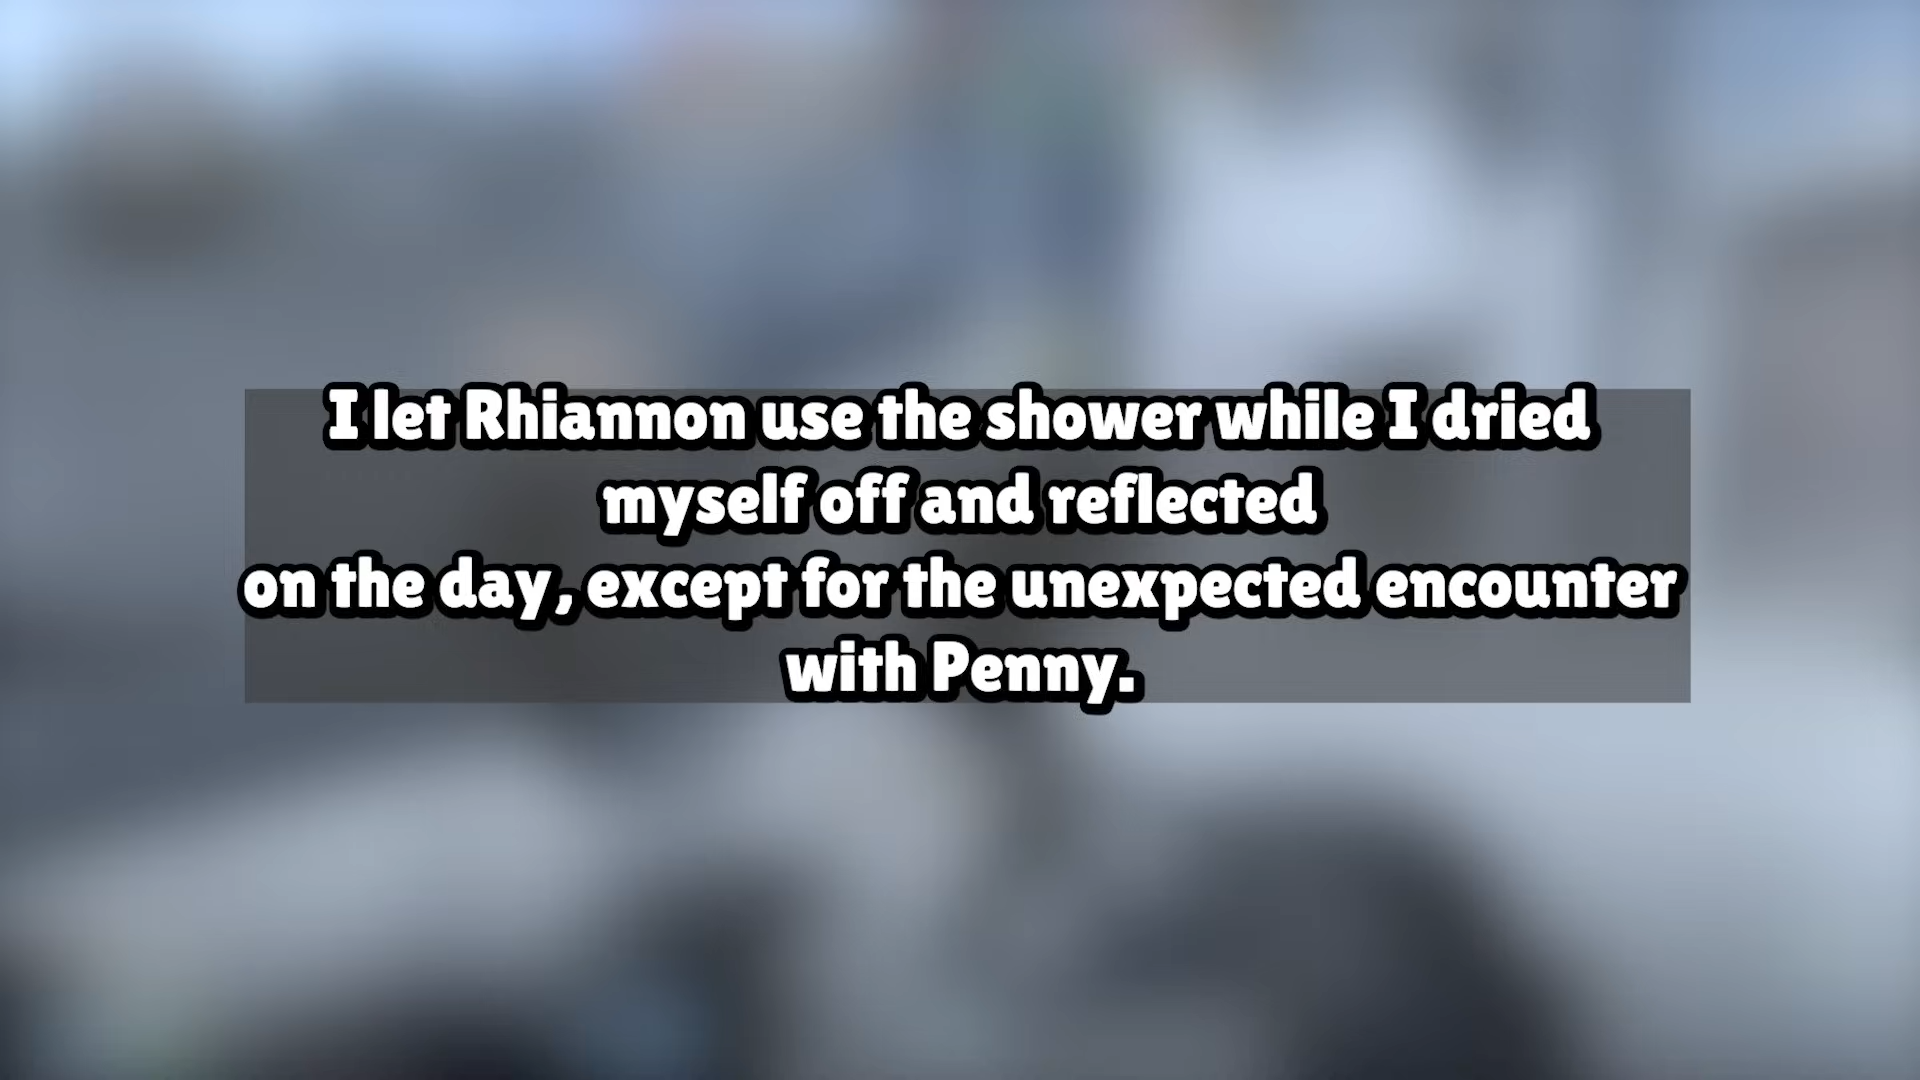 I let Rhiannon use the shower while I dried
myself off and reflected
on the day, except for the unexpected encounter
with Penny.